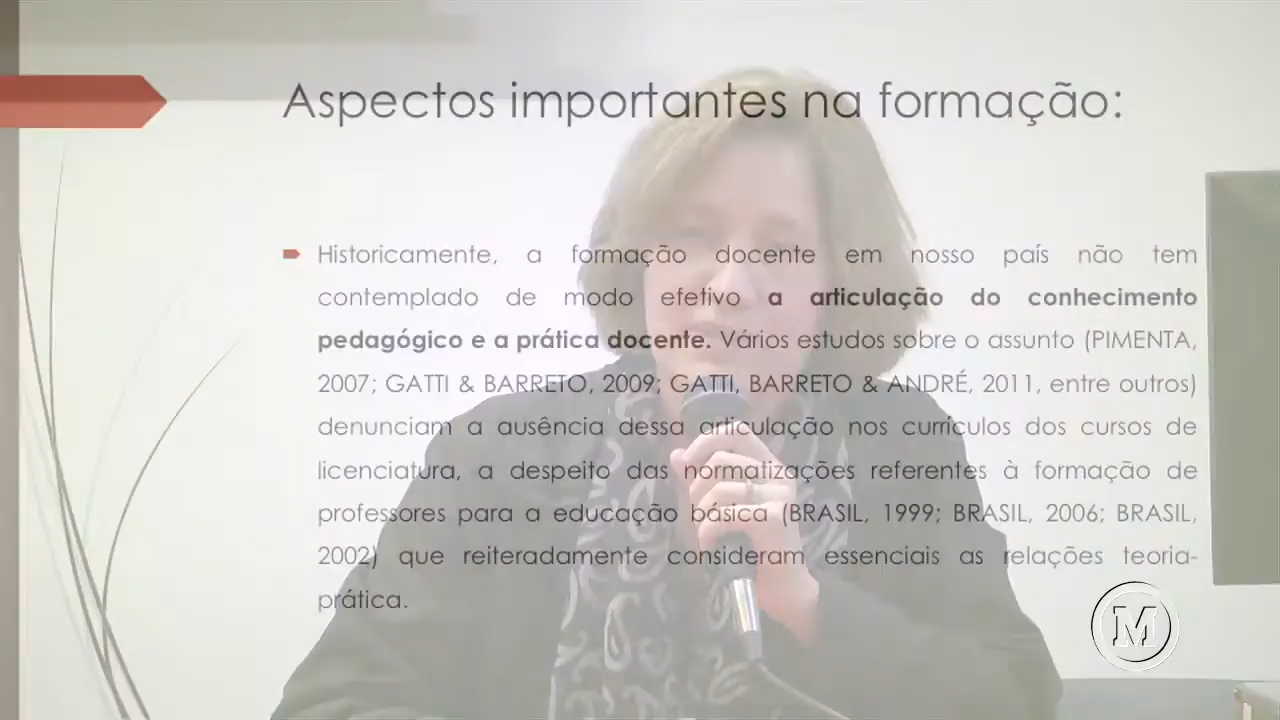 Aspectos importantes na formação:
Historicamente, a formação docente em nosso país não tem
contemplado de modo efetivo a articulação do conhecimento
pedagógico e a prática docente. Vários estudos sobre o assunto (PIMENTA,
2007; GATTI & BARRETO, 2009; GATTI, BARRETO & ANDRÉ, 2011, entre outros)
denunciam a ausência dessa articulação nos currículos dos cursos de
licenciatura, a despeito das normatizações referentes à formação de
professores para a educação básica (BRASIL, 1999; BRASIL, 2006; BRASIL,
2002) que reiteradamente consideram essenciais as relações teoria-
prática.
M